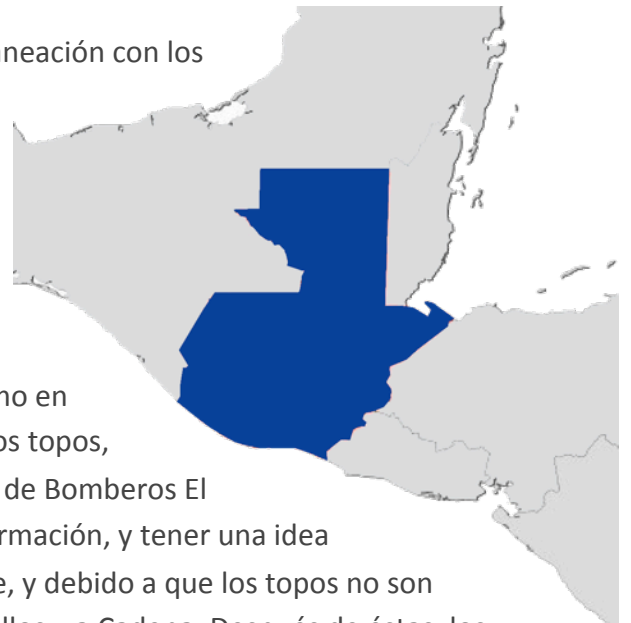 neación con los
no en
os topos,
de Bomberos El
rmación, y tener una idea
e, y debido a que los topos no son